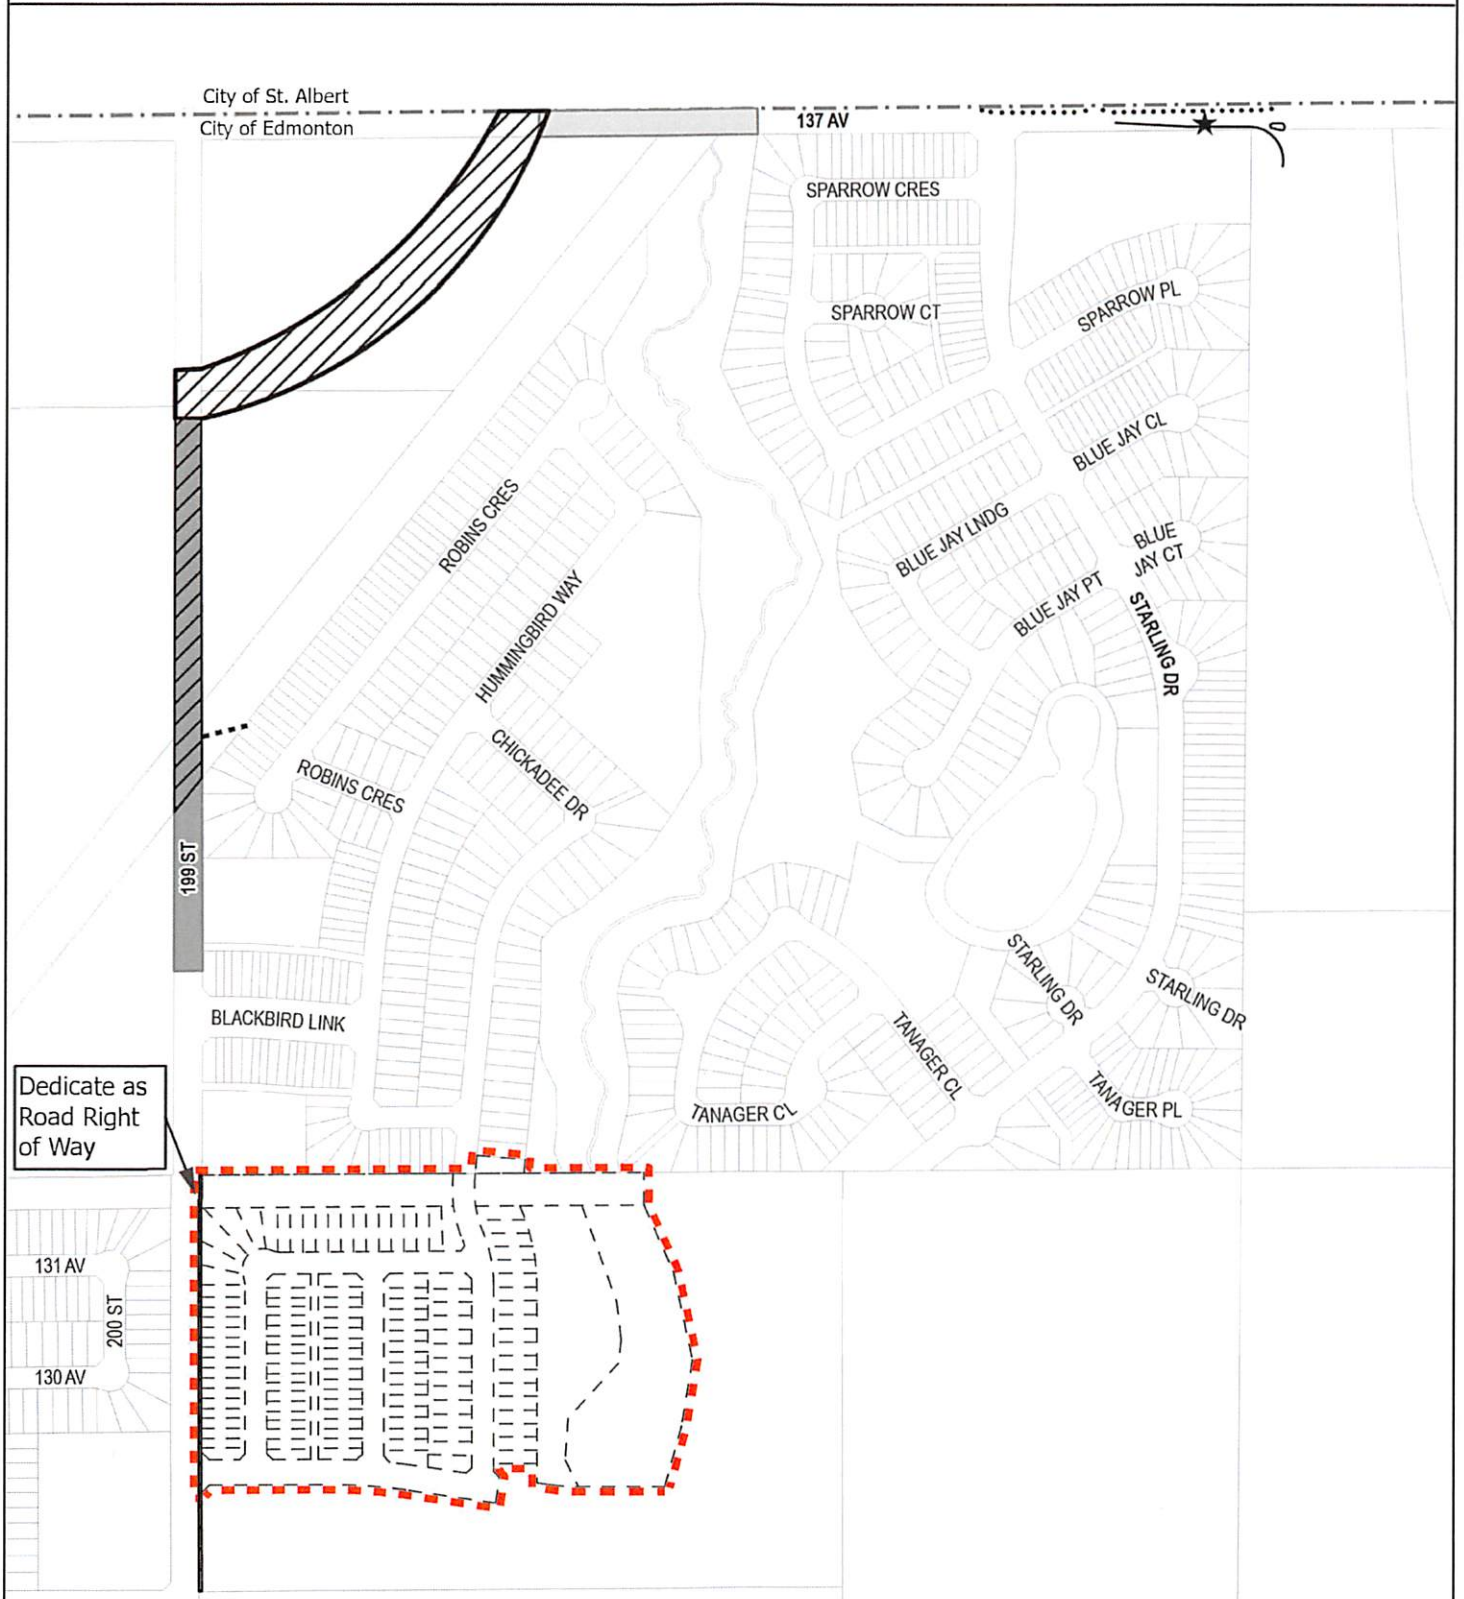 City of St. Albert
City of Edmonton
137 AV
SPARROW CRES
SPARROW CT
SPARROW PL
BLUE JAY CL
ROBINS CRES
BLUE JAY LNDG
BLUE
JAY CT
BLUE JAY PT
HUMMINGBIRD WAY
STARLING DR
CHICKADEE DR
ROBINS CRES
199 ST
STARLING DR
STARLING DR
BLACKBIRD LINK
TANAGER CL
TANAGER CL
TANAGER PL
Dedicate as
Road Right
of Way
131 AV
200 ST
130 AV